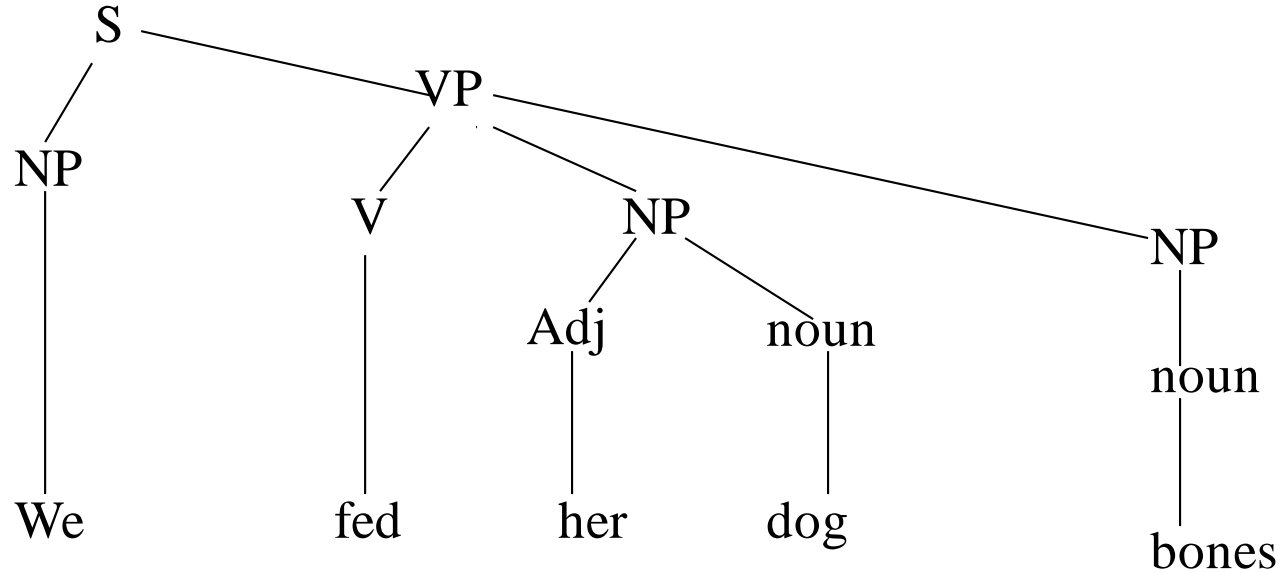 S
VP
NP
V NP
NP
Adj noun
noun
We fed her dog
bones